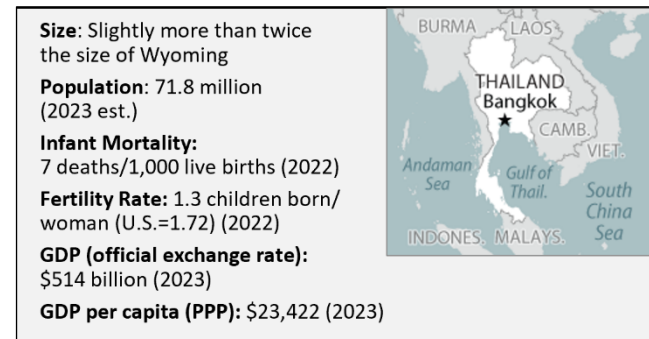 Size: Slightly more than twice
the size of Wyoming
Population: 71.8 million
(2023 est.)
Infant Mortality:
7 deaths/1,000 live births (2022)
Fertility Rate: 1.3 children born/
woman (U.S.=1.72) (2022)
GDP (official exchange rate):
$514 billion (2023)
GDP per capita (PPP): $23,422 (2023)
BURMA
LAOS
THAILAND
Bangkok
CAMB.
VIET.
Andaman
Sea
Gulf of
Thail.
South
China
Sea
INDONES.
MALAYS.